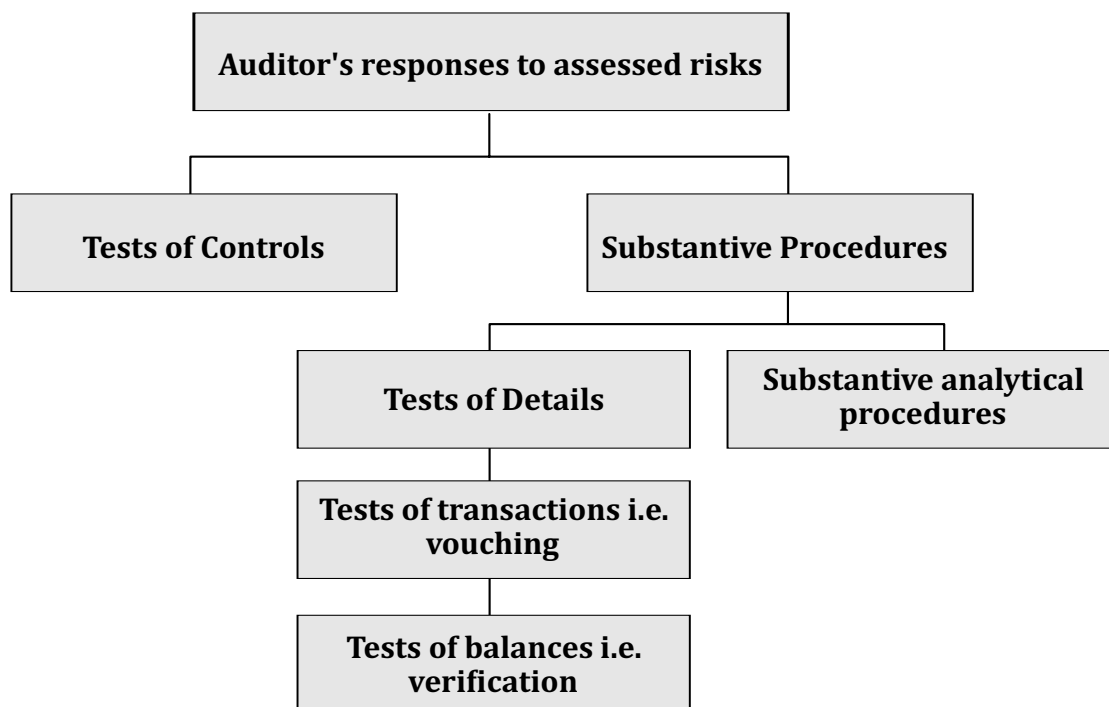 Auditor's responses to assessed risks
Tests of Controls
Substantive Procedures
Tests of Details
Substantive analytical
procedures
Tests of transactions i.e.
vouching
Tests of balances i.e.
verification